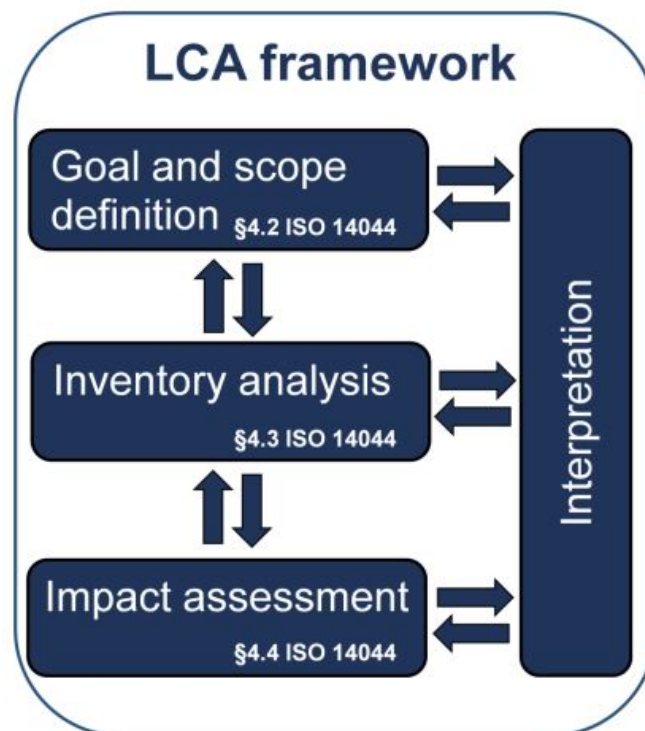 LCA framework
Goal and scope
definition §4.2 ISO 14044
Inventory analysis
§4.3 ISO 14044
Impact assessment
§4.4 ISO 14044
Interpretation